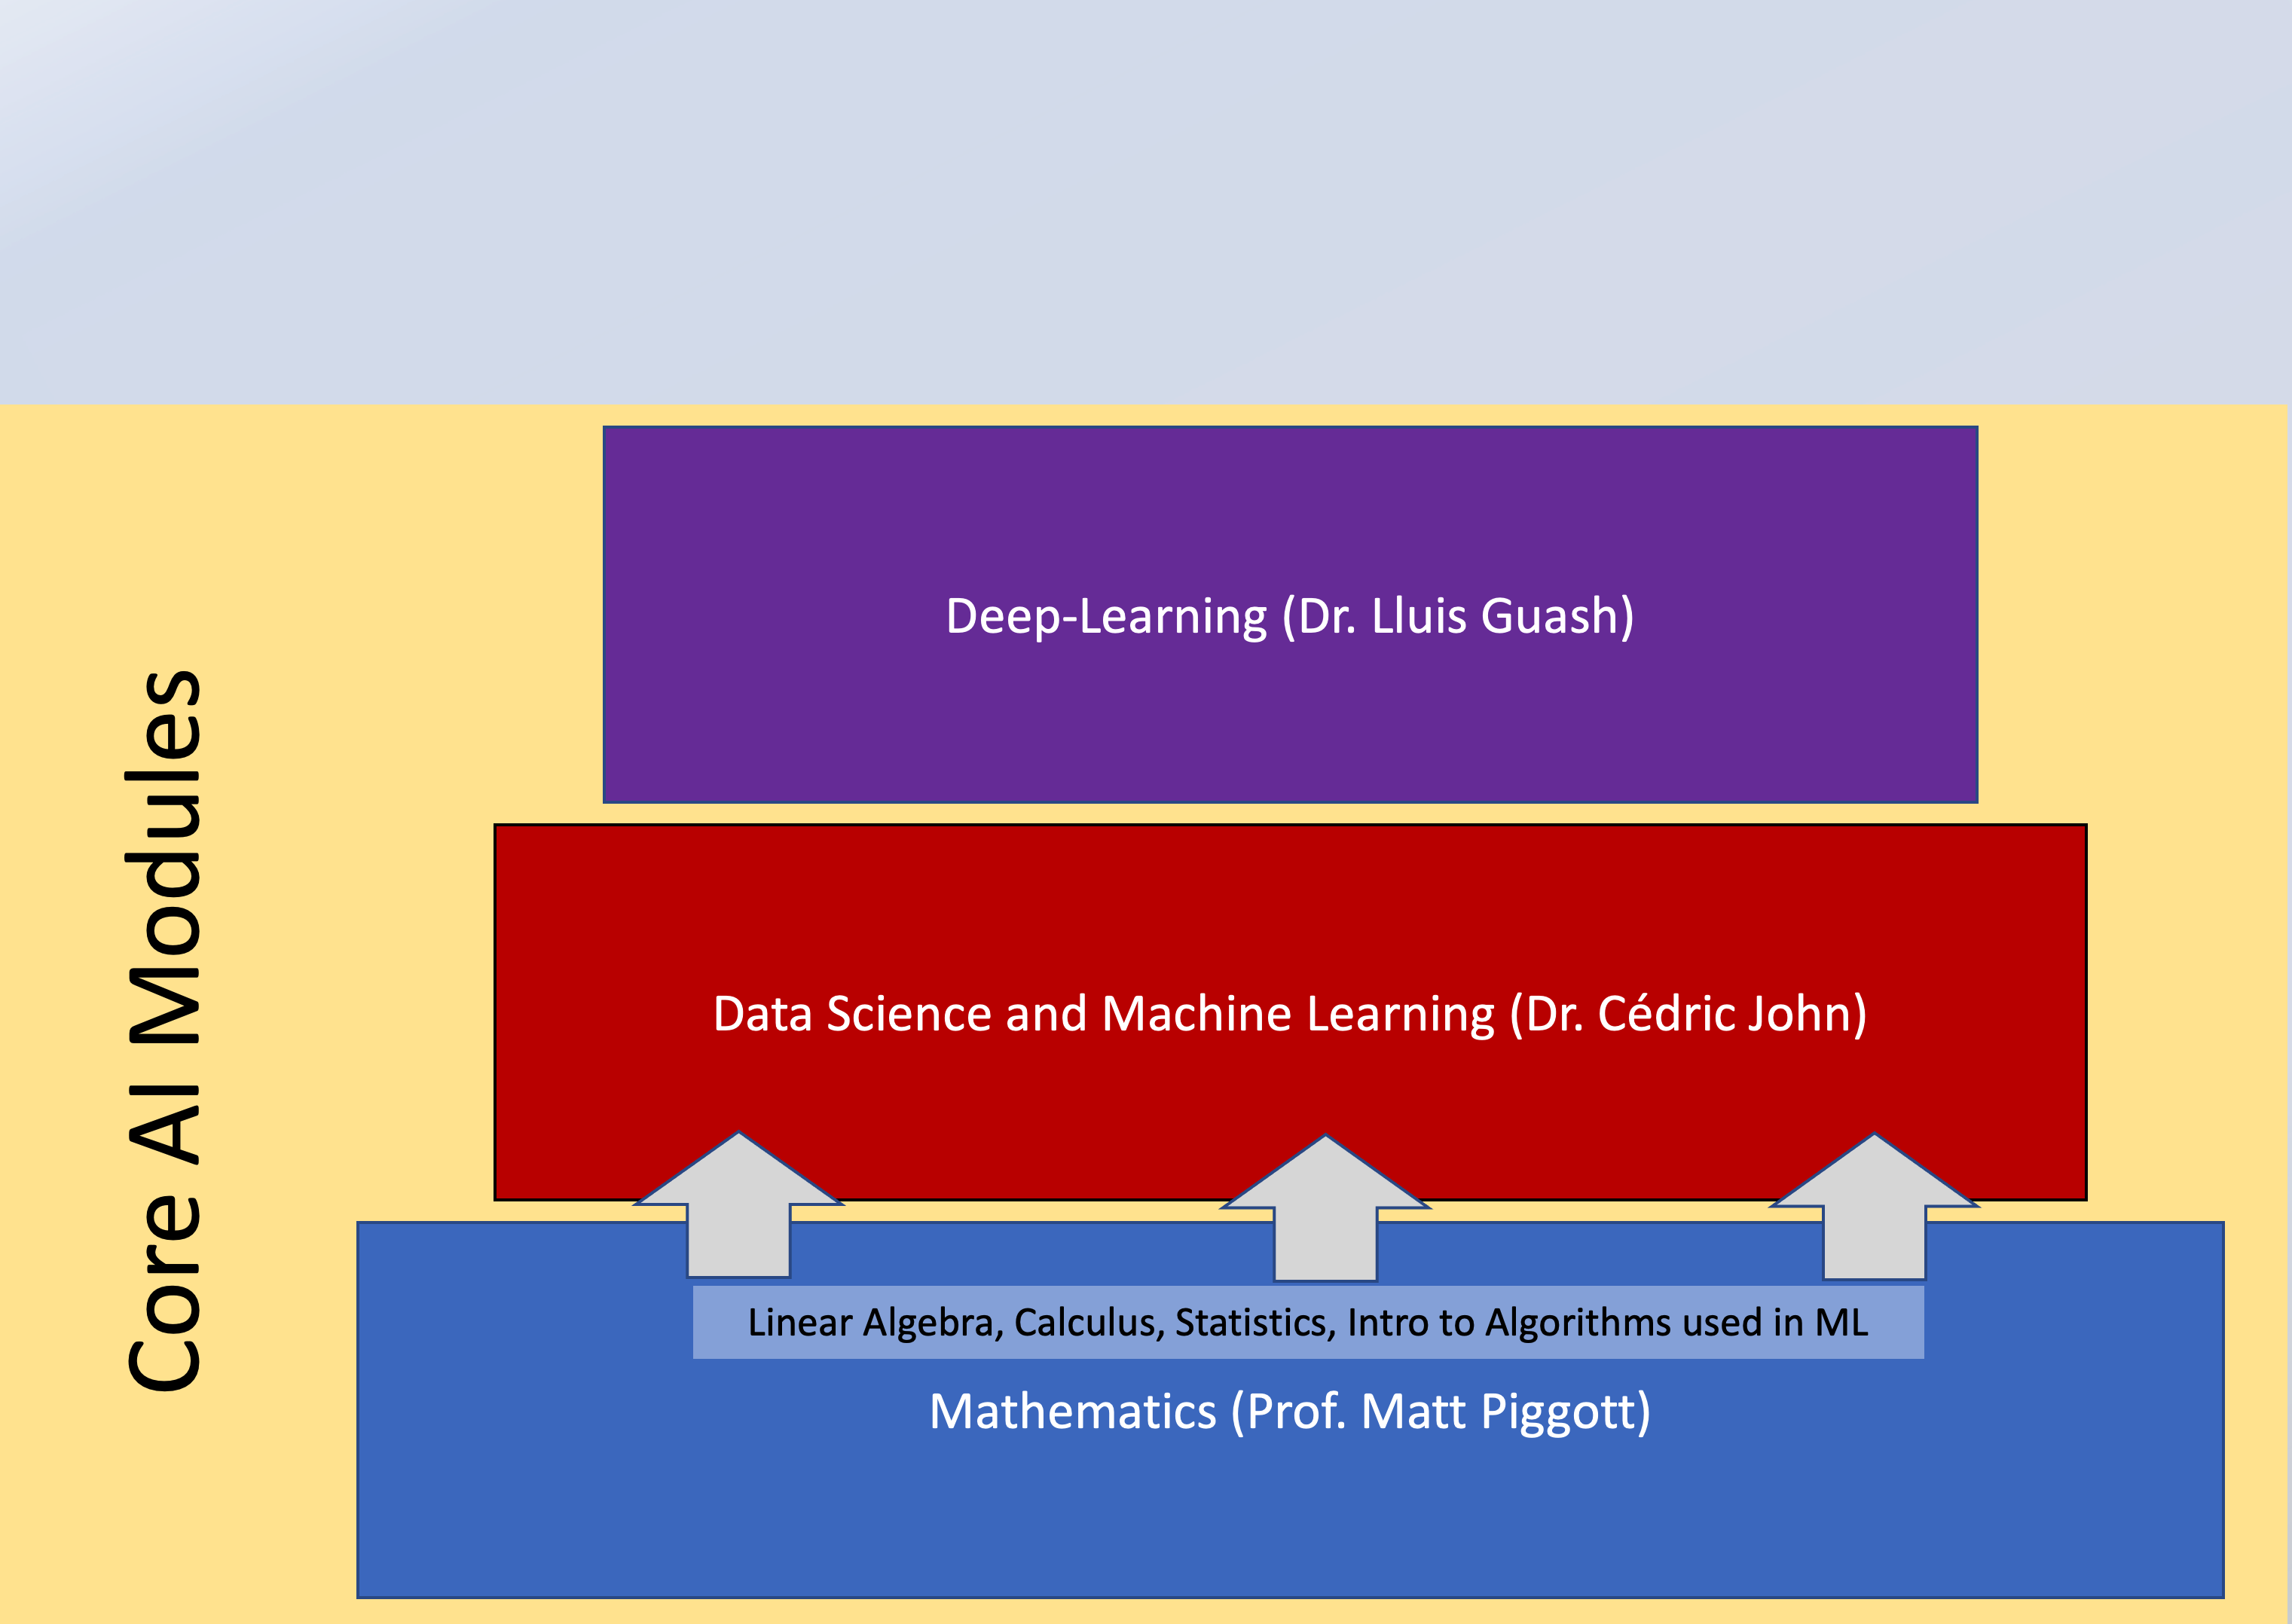 Core AI Modules
Deep-Learning (Dr. Lluis Guash)
Data Science and Machine Learning (Dr. Cédric John)
Linear Algebra, Calculus, Statistics, Intro to Algorithms used in ML
Mathematics (Prof. Matt Piggott)